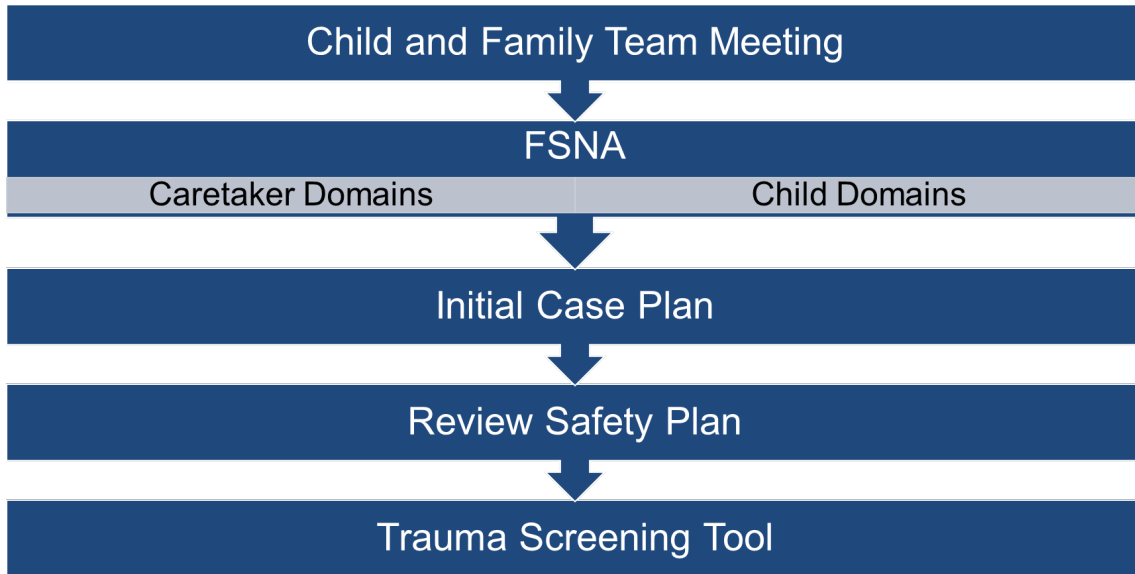 Child and Family Team Meeting
FSNA
Caretaker Domains
Child Domains
Initial Case Plan
Review Safety Plan
Trauma Screening Tool